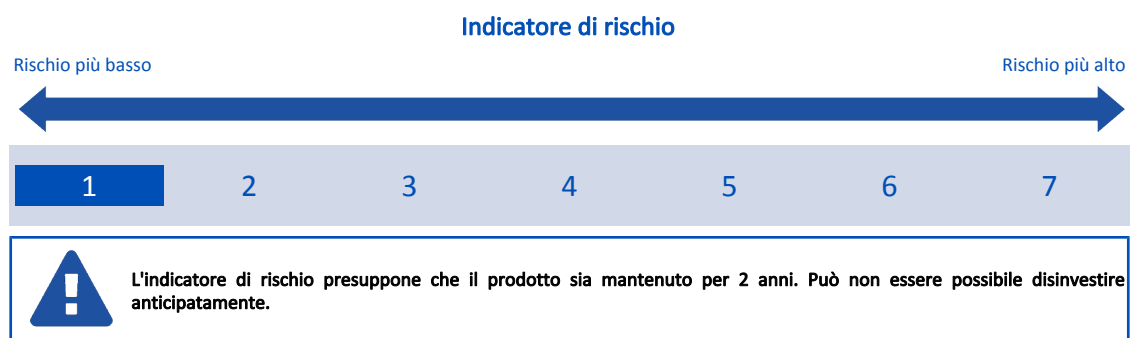 Indicatore di rischio
Rischio più basso
Rischio più alto
1 2 3 4 5 6 7
L'indicatore di rischio presuppone che il prodotto sia mantenuto per 2 anni. Può non essere possibile disinvestire
anticipatamente.